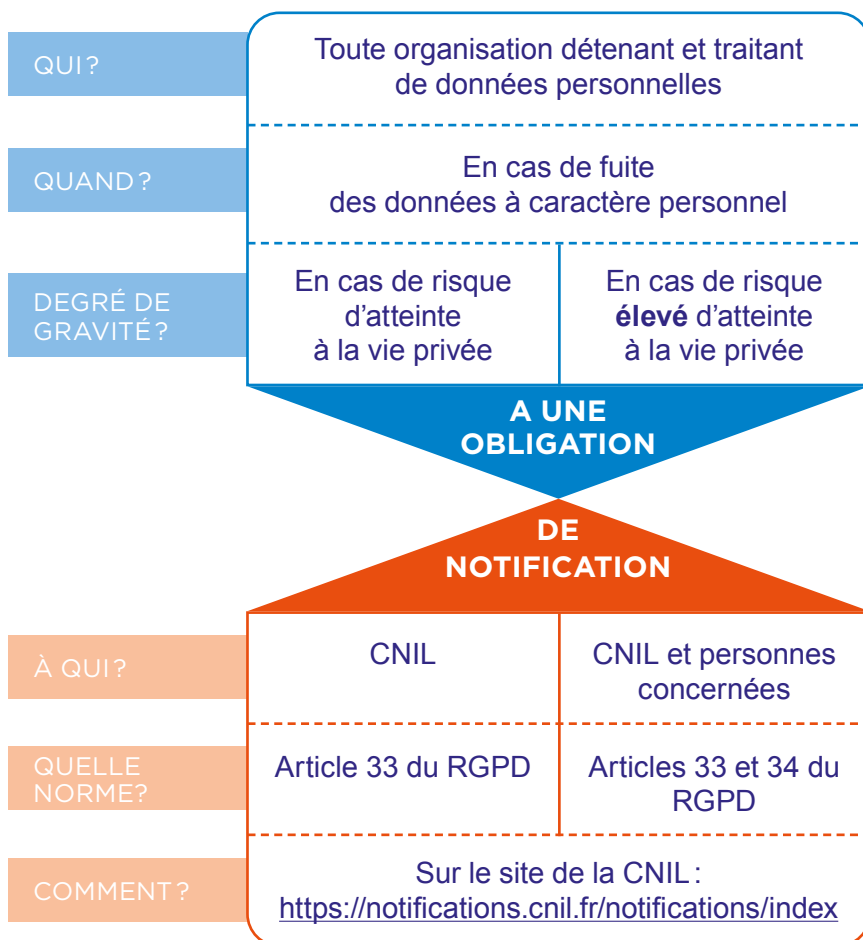 QUI ?
Toute organisation détenant et traitant
de données personnelles
QUAND ?
En cas de fuite
des données à caractère personnel
DEGRÉ DE
GRAVITÉ ?
En cas de risque
d’atteinte
à la vie privée
En cas de risque
élevé d’atteinte
à la vie privée
A UNE
OBLIGATION
DE
NOTIFICATION
À QUI ?
CNIL
CNIL et personnes
concernées
QUELLE
NORME?
Article 33 du RGPD
Articles 33 et 34 du
RGPD
COMMENT ?
Sur le site de la CNIL :
https://notifications.cnil.fr/notifications/index